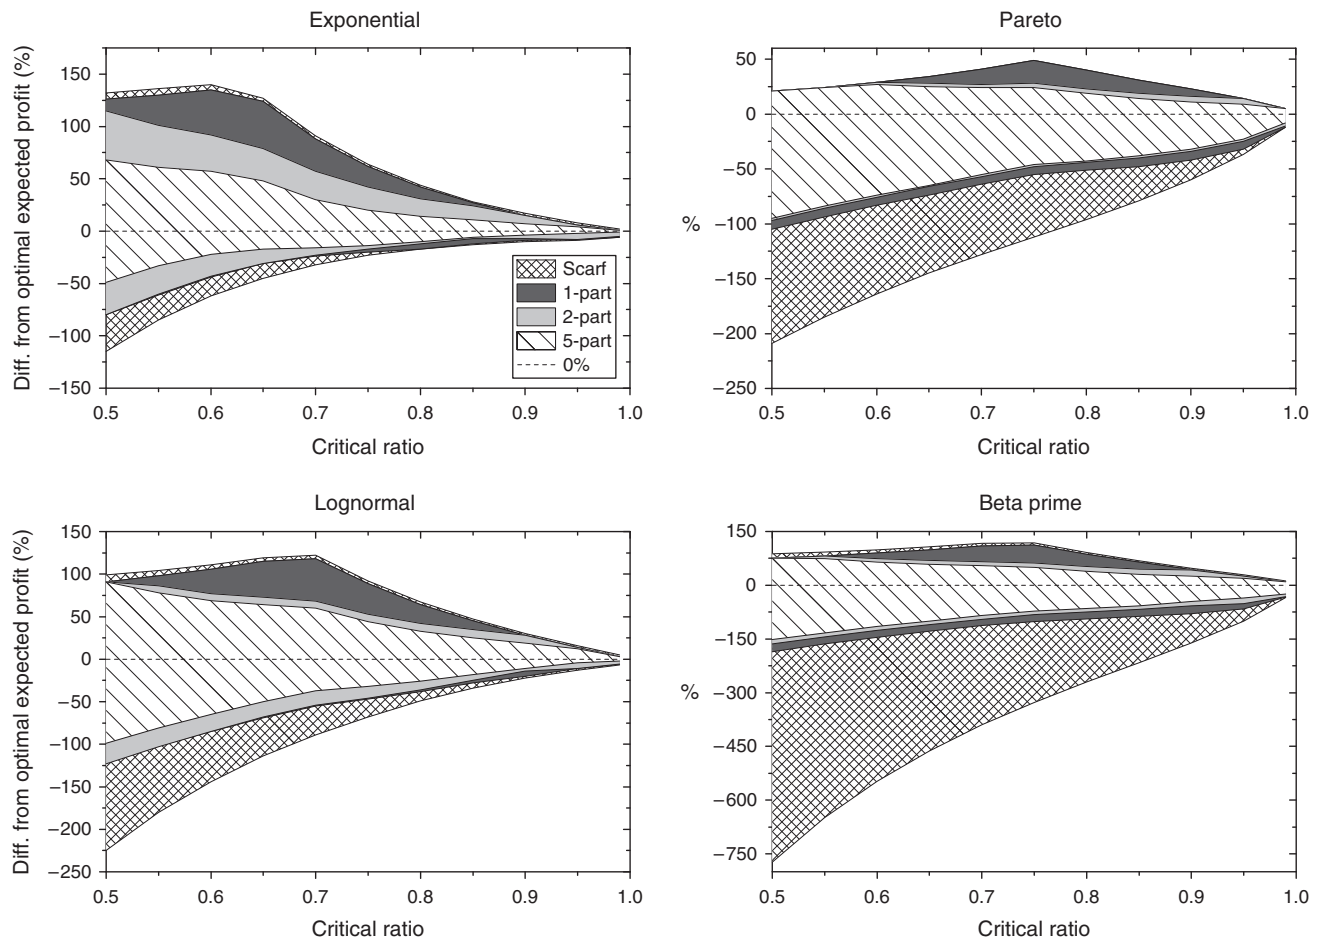 Exponential
Diff. from optimal expected profit (%)
150
100
50
0
−50
−100
−150
0.5 0.6 0.7 0.8 0.9 1.0
Critical ratio
Scarf
1-part
2-part
5-part
0%
Pareto
%
50
0
−50
−100
−150
−200
−250
0.5 0.6 0.7 0.8 0.9 1.0
Critical ratio
Lognormal
Diff. from optimal expected profit (%)
150
100
50
0
−50
−100
−150
−200
−250
0.5 0.6 0.7 0.8 0.9 1.0
Critical ratio
Beta prime
%
150
0
−150
−300
−450
−600
−750
0.5 0.6 0.7 0.8 0.9 1.0
Critical ratio